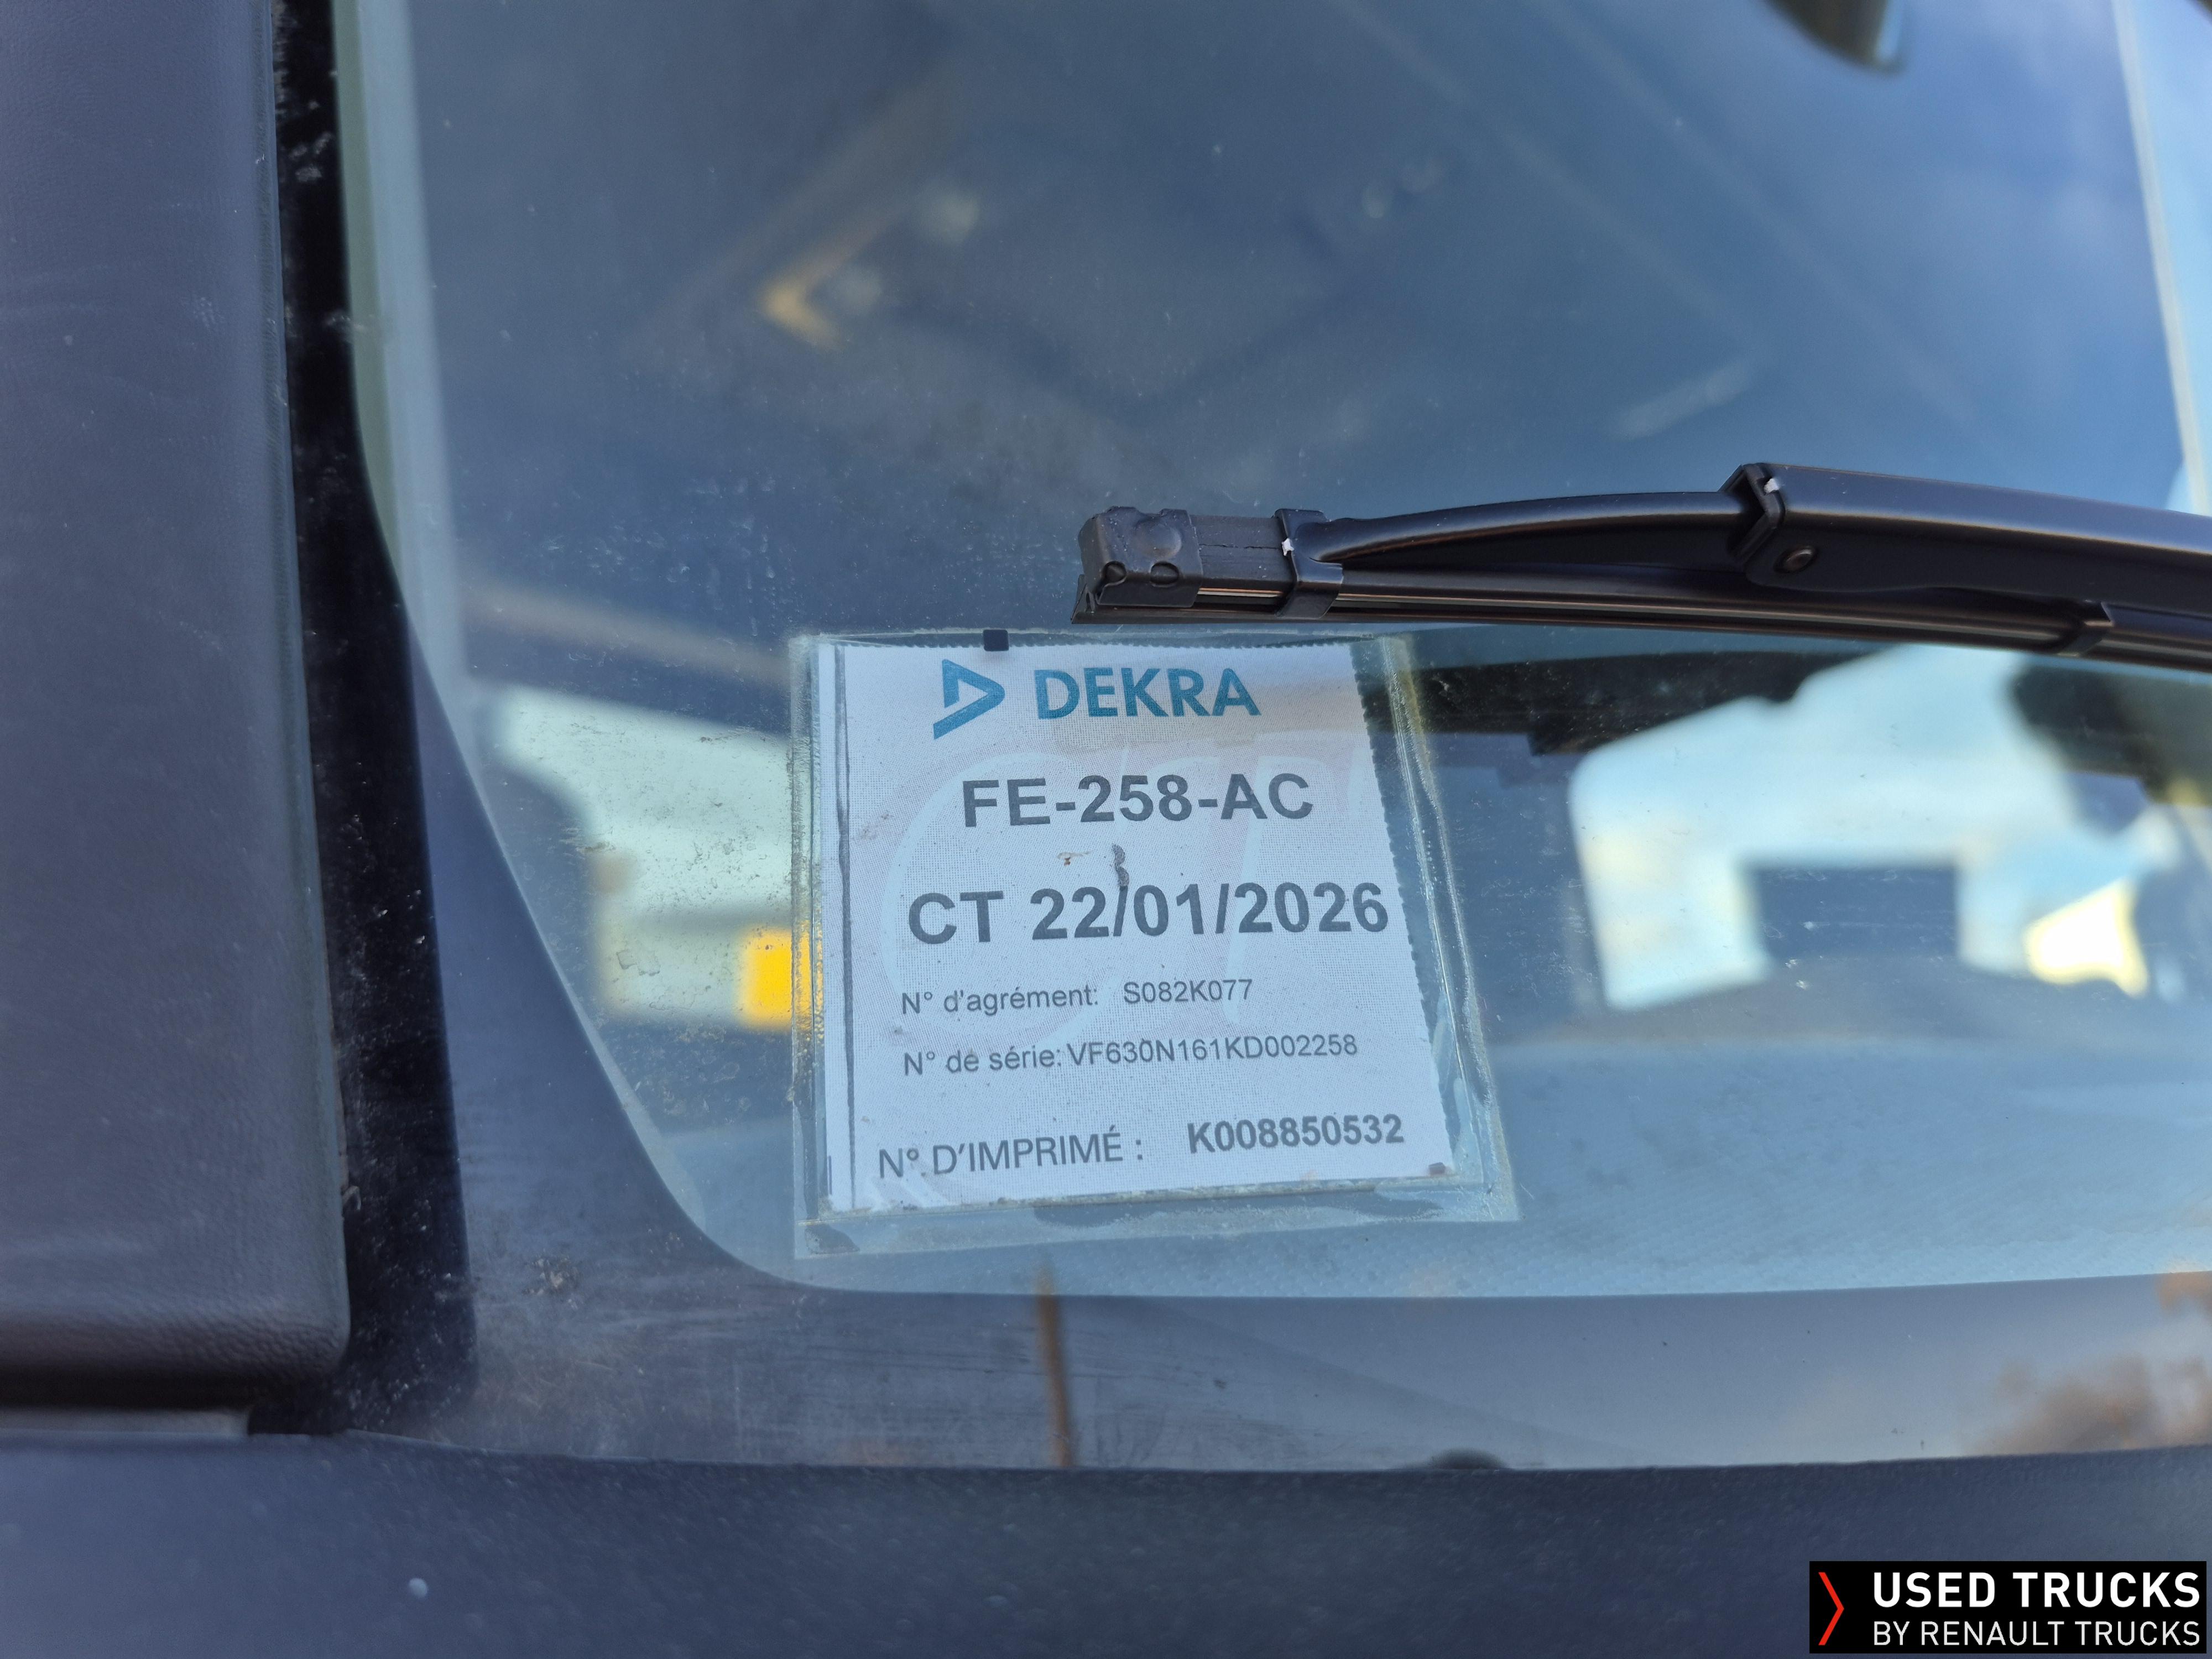 DEKRA
FE-258-AC
CT 22/01/2026
N° d'agrément: S082K077
N° de série: VF630N161KD002258
N° D'IMPRIMÉ : K008850532
USED TRUCKS
BY RENAULT TRUCKS